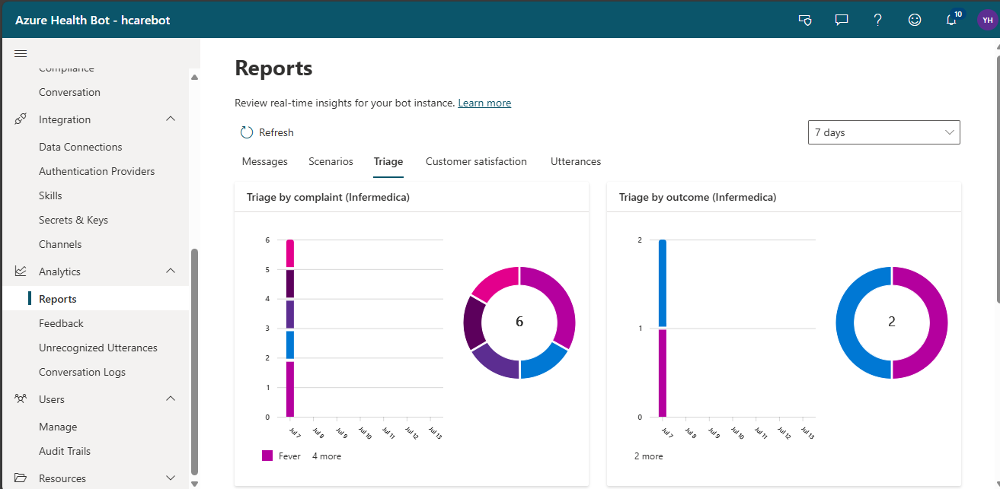 Azure Health Bot - hcarebot
10
YH
Compliance
Conversation
Integration
Data Connections
Authentication Providers
Skills
Secrets & Keys
Channels
Analytics
Reports
Feedback
Unrecognized Utterances
Conversation Logs
Users
Manage
Audit Trails
Resources
Reports
Review real-time insights for your bot instance. Learn more
Refresh
7 days
Messages Scenarios Triage Customer satisfaction Utterances
Triage by complaint (Infermedica)
6
5
4
3
2
1
0
Jul 7 Jul 8 Jul 9 Jul 10 Jul 11 Jul 12 Jul 13
6
Fever 4 more
Triage by outcome (Infermedica)
2
1
0
Jul 7 Jul 8 Jul 9 Jul 10 Jul 11 Jul 12 Jul 13
2
2 more